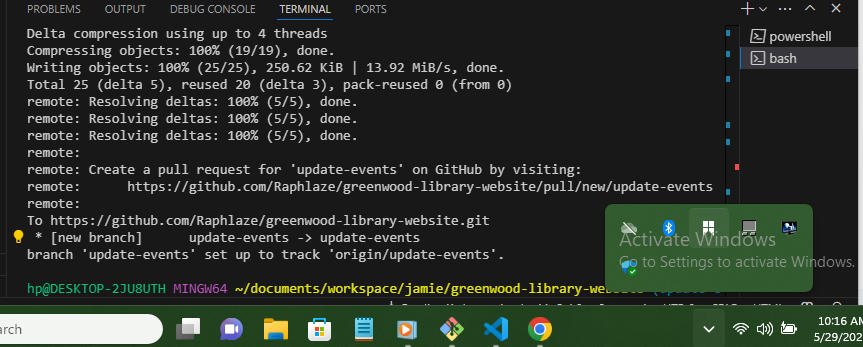 PROBLEMS OUTPUT DEBUG CONSOLE TERMINAL PORTS
powershell
bash
Delta compression using up to 4 threads
Compressing objects: 100% (19/19), done.
Writing objects: 100% (25/25), 250.62 KiB | 13.92 MiB/s, done.
Total 25 (delta 5), reused 20 (delta 3), pack-reused 0 (from 0)
remote: Resolving deltas: 100% (5/5), done.
remote: Resolving deltas: 100% (5/5), done.
remote: Resolving deltas: 100% (5/5), done.
remote:
remote: Create a pull request for 'update-events' on GitHub by visiting:
remote:      https://github.com/Raphlaze/greenwood-library-website/pull/new/update-events
remote:
To https://github.com/Raphlaze/greenwood-library-website.git
 * [new branch]      update-events -> update-events
branch 'update-events' set up to track 'origin/update-events'.
hp@DESKTOP-2JU8UTH MINGW64 ~/documents/workspace/jamie/greenwood-library-website
Activate Windows
Go to Settings to activate Windows.
arch
10:16 AM
5/29/202